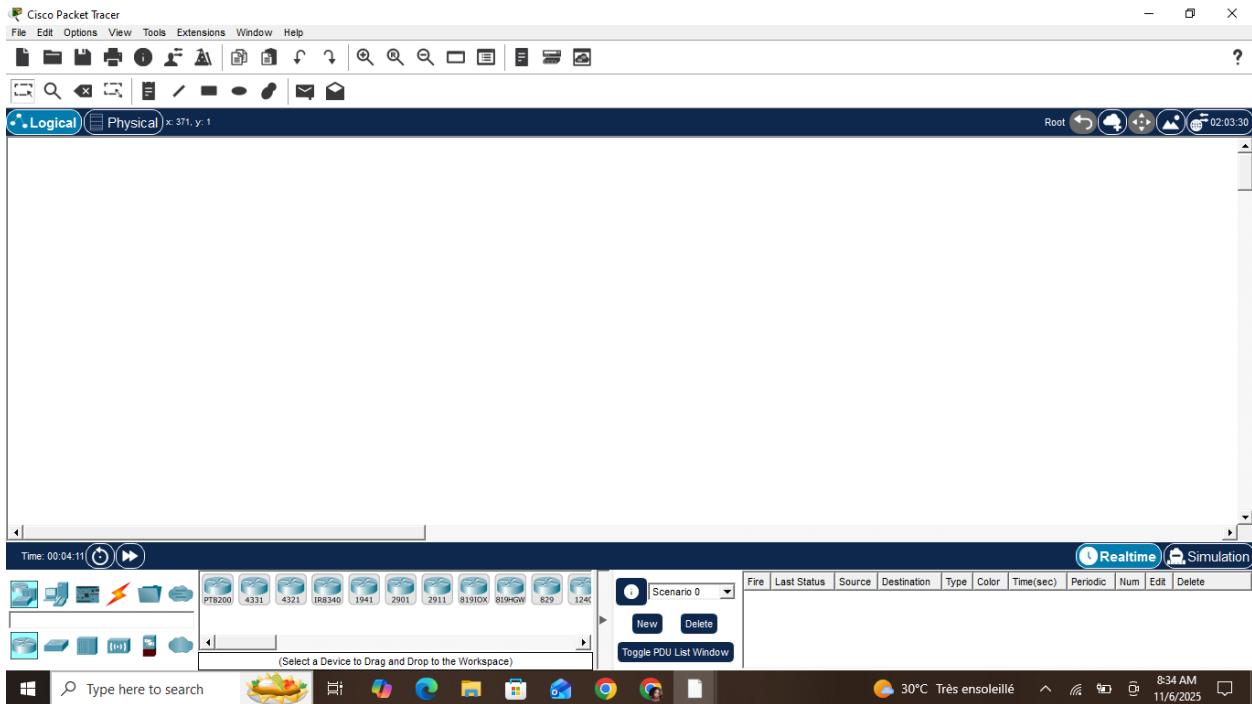 Cisco Packet Tracer
File Edit Options View Tools Extensions Window Help
?
Logical Physical x: 371, y: 1 Root 02:03:30
Time: 00:04:11 Realtime Simulation
PT8200 4331 4321 IR8340 1941 2901 2911 819IOX 819HGW 829 1240
(Select a Device to Drag and Drop to the Workspace)
Scenario 0
New Delete
Toggle PDU List Window
Fire Last Status Source Destination Type Color Time(sec) Periodic Num Edit Delete
Type here to search
30°C Très ensoleillé
8:34 AM
11/6/2025